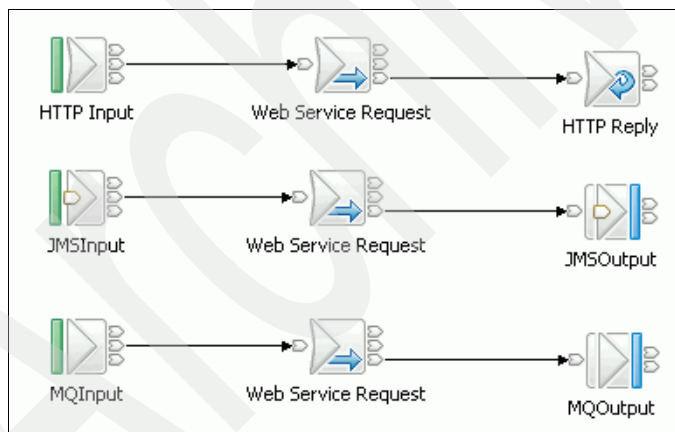 HTTP Input
Web Service Request
HTTP Reply
JMSInput
Web Service Request
JMSOutput
MQInput
Web Service Request
MQOutput